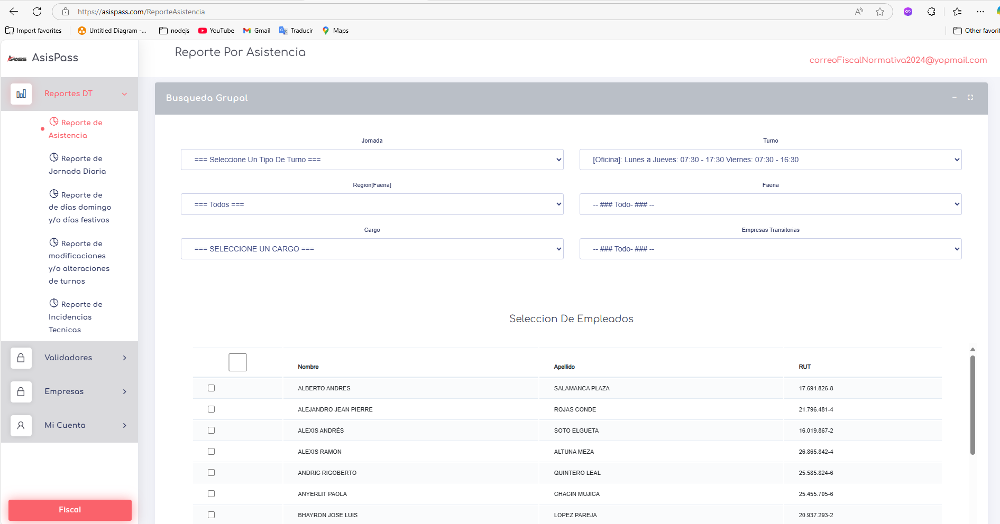 https://asispass.com/ReporteAsistencia
Import favorites
Untitled Diagram -...
nodejs
YouTube
Gmail
Traducir
Maps
Other favorit
APASS AsisPass
Reporte Por Asistencia
correoFiscalNormativa2024@yopmail.com
Reportes DT
Reporte de
Asistencia
Reporte de
Jornada Diaria
Reporte de
de días domingo
y/o días festivos
Reporte de
modificaciones
y/o alteraciones
de turnos
Reporte de
Incidencias
Tecnicas
Validadores
Empresas
Mi Cuenta
Fiscal
Busqueda Grupal
Jornada
=== Seleccione Un Tipo De Turno ===
Turno
[Oficina]: Lunes a Jueves: 07:30 - 17:30 Viernes: 07:30 - 16:30
Region[Faena]
=== Todos ===
Faena
-- ### Todo- ### --
Cargo
=== SELECCIONE UN CARGO ===
Empresas Transitorias
-- ### Todo- ### --
Seleccion De Empleados
Nombre Apellido RUT
ALBERTO ANDRES SALAMANCA PLAZA 17.691.826-8
ALEJANDRO JEAN PIERRE ROJAS CONDE 21.796.481-4
ALEXIS ANDRÉS SOTO ELGUETA 16.019.867-2
ALEXIS RAMON ALTUNA MEZA 26.865.842-4
ANDRIC RIGOBERTO QUINTERO LEAL 25.585.824-6
ANYERLIT PAOLA CHACIN MUJICA 25.455.705-6
BHAYRON JOSE LUIS LOPEZ PAREJA 20.937.293-2